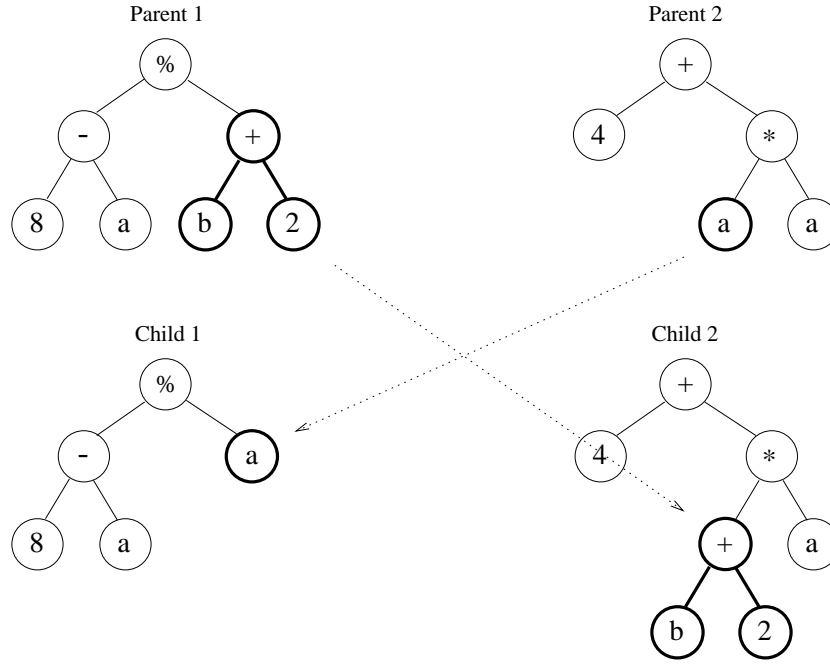 Parent 1 Parent 2
% +
- + 4 *
8 a b 2 a a
Child 1 Child 2
% +
- a 4 *
8 a + a
b 2